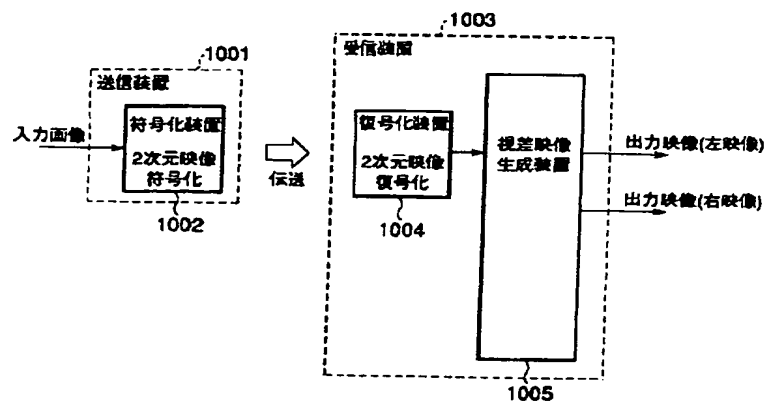 1001
送信装置
入力画像
符号化装置
2次元映像
符号化
1002
伝送
1003
受信装置
復号化装置
2次元映像
復号化
1004
視差映像
生成装置
1005
出力映像(左映像)
出力映像(右映像)